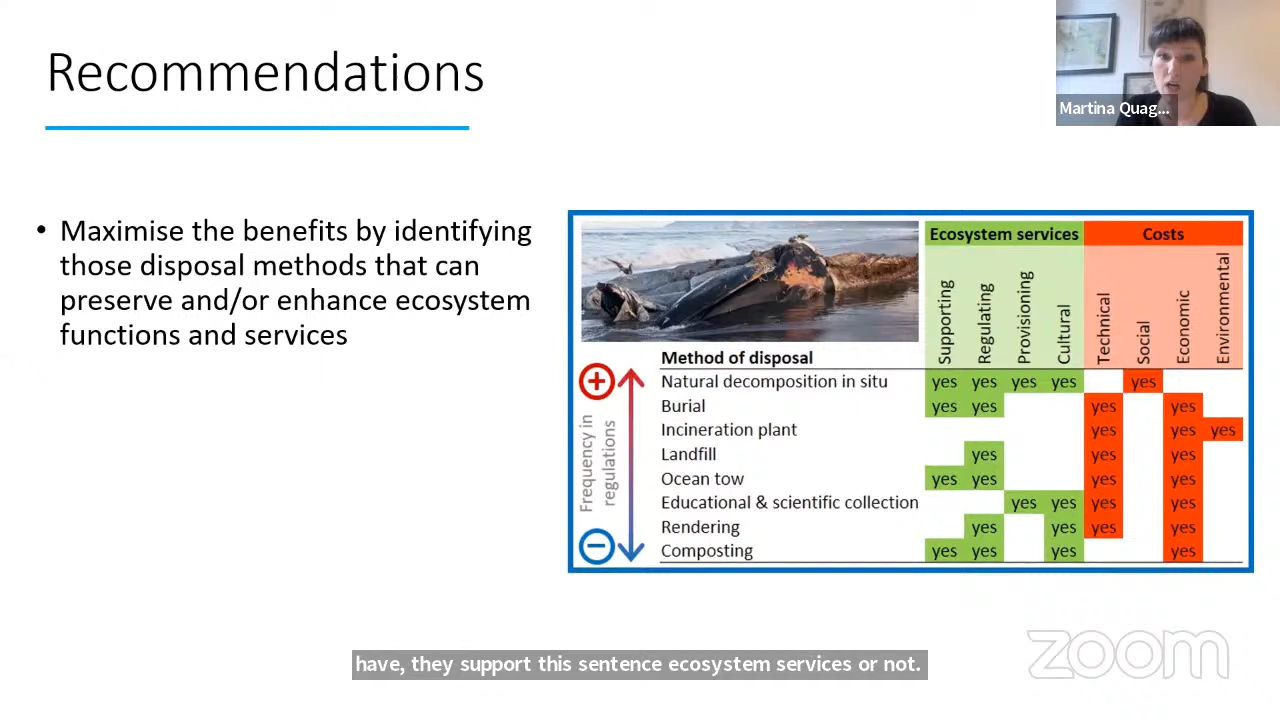 Recommendations
Martina Quag...
• Maximise the benefits by identifying
those disposal methods that can
preserve and/or enhance ecosystem
functions and services
Ecosystem services Costs
Supporting Regulating Provisioning Cultural Technical Social Economic Environmental
Method of disposal
Frequency in
regulations
+
Natural decomposition in situ yes yes yes yes yes
Burial yes yes yes yes
Incineration plant yes yes yes
Landfill yes yes yes
Ocean tow yes yes yes yes
Educational & scientific collection yes yes yes yes
Rendering yes yes yes yes
−
Composting yes yes yes yes
have, they support this sentence ecosystem services or not.
zoom